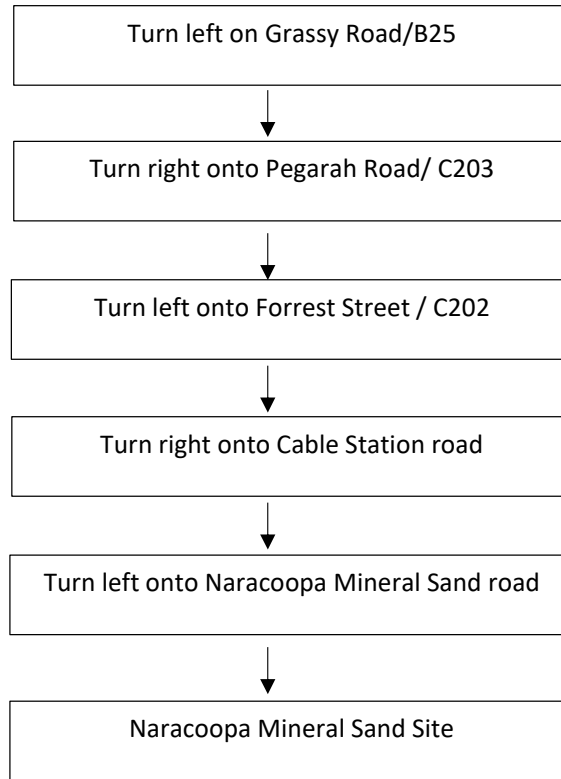 Turn left on Grassy Road/B25
Turn right onto Pegarah Road/ C203
Turn left onto Forrest Street / C202
Turn right onto Cable Station road
Turn left onto Naracoopa Mineral Sand road
Naracoopa Mineral Sand Site